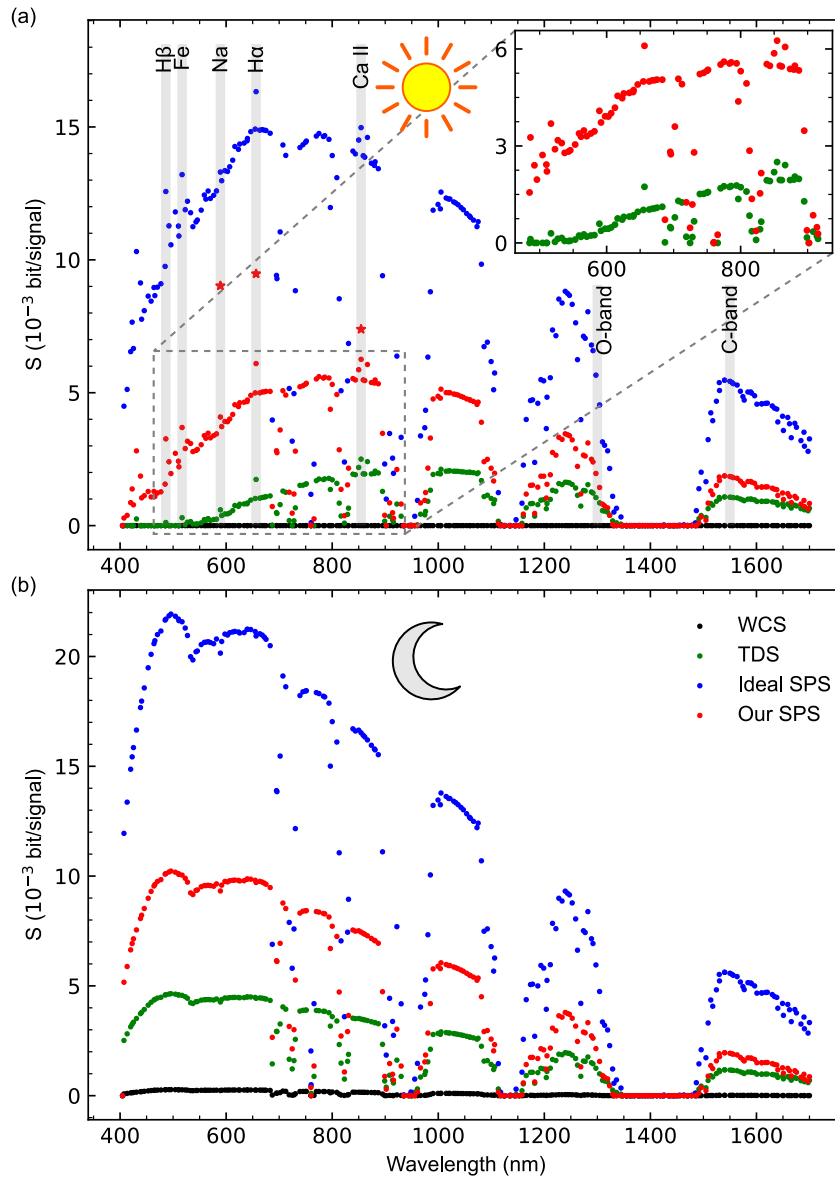 (a)
Hβ
Fe
Na
Hα
Ca II
O-band
C-band
S (10⁻³ bit/signal)
15
10
5
0
400 600 800 1000 1200 1400 1600
6
3
0
600 800
(b)
WCS
TDS
Ideal SPS
Our SPS
S (10⁻³ bit/signal)
20
15
10
5
0
400 600 800 1000 1200 1400 1600
Wavelength (nm)